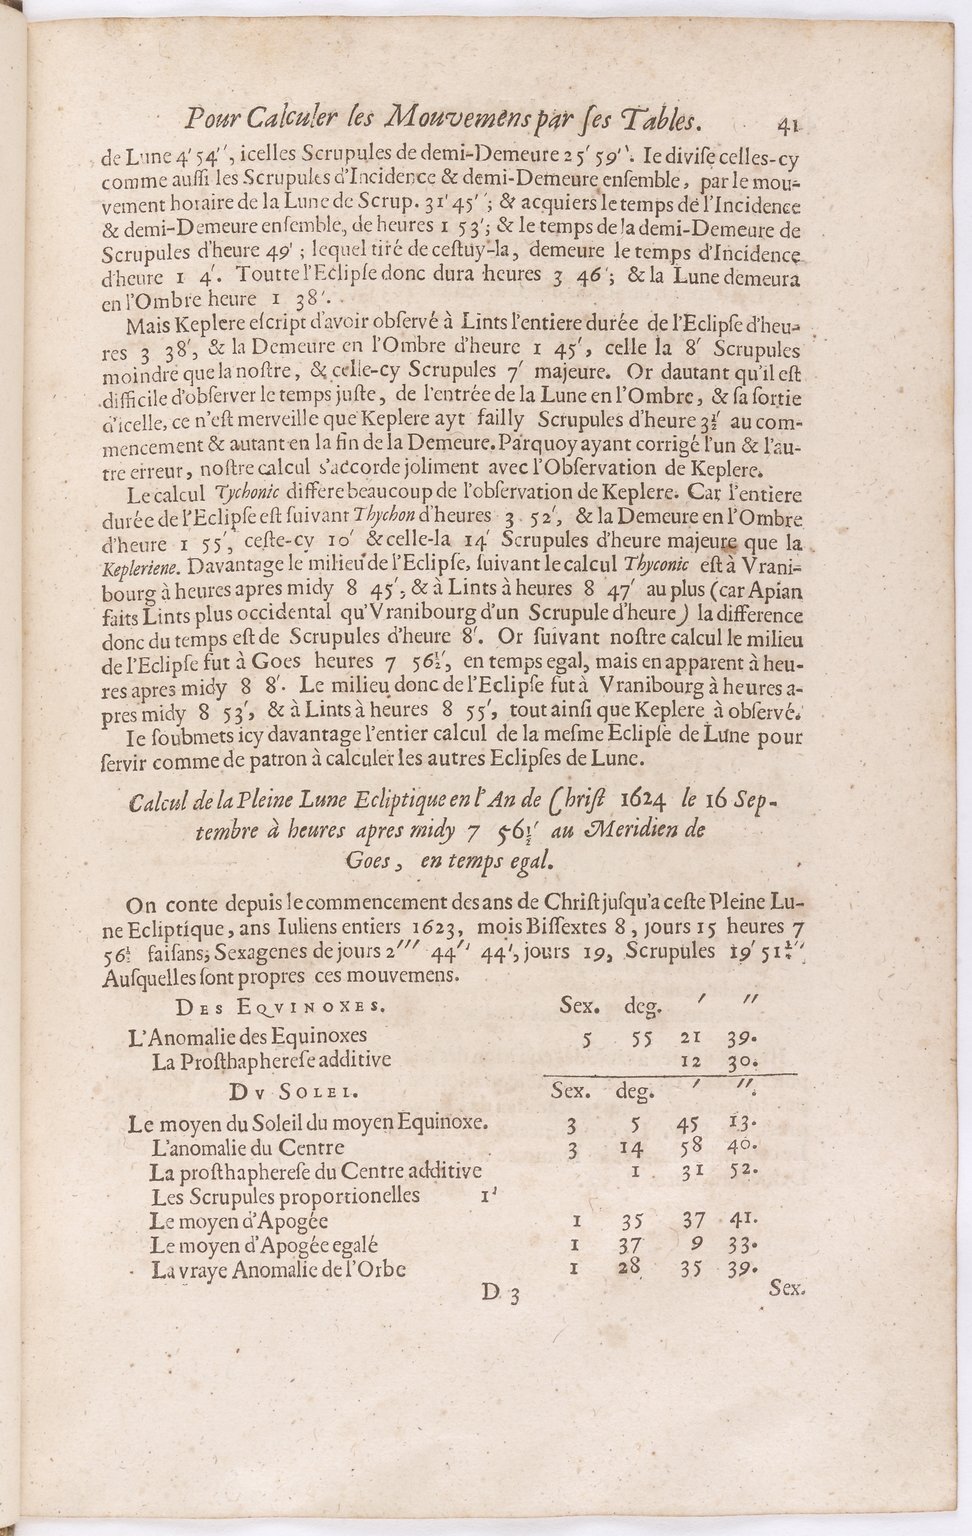 Pour Calculer les Mouvemens par ſes Tables. 41
de Lune 4' 54'', icelles Scrupules de demi-Demeure 25' 59''. Ie diviſe celles-cy
comme auſſi les Scrupules d'Incidence & demi-Demeure enſemble, par le mou-
vement horaire de la Lune de Scrup. 31' 45''; & acquiers le temps de l'Incidence
& demi-Demeure enſemble, de heures 1 53'; & le temps de la demi-Demeure de
Scrupules d'heure 49'; lequel tiré de ceſtuy-la, demeure le temps d'Incidence
d'heure 1 4'. Toutte l'Eclipſe donc dura heures 3 46'; & la Lune demeura
en l'Ombre heure 1 38'.
Mais Keplere eſcript d'avoir obſervé à Lints l'entiere durée de l'Eclipſe d'heu-
res 3 38', & la Demeure en l'Ombre d'heure 1 45', celle la 8' Scrupules
moindre que la noſtre, & celle-cy Scrupules 7' majeure. Or dautant qu'il eſt
difficile d'obſerver le temps juſte, de l'entrée de la Lune en l'Ombre, & ſa ſortie
d'icelle, ce n'eſt merveille que Keplere ayt failly Scrupules d'heure 3½' au com-
mencement & autant en la fin de la Demeure. Parquoy ayant corrigé l'un & l'au-
tre erreur, noſtre calcul s'accorde joliment avec l'Obſervation de Keplere.
Le calcul Tychonic differe beaucoup de l'obſervation de Keplere. Car l'entiere
durée de l'Eclipſe eſt ſuivant Thychon d'heures 3 52', & la Demeure en l'Ombre
d'heure 1 55', ceſte-cy 10' & celle-la 14' Scrupules d'heure majeure que la
Kepleriene. Davantage le milieu de l'Eclipſe, ſuivant le calcul Thyconic eſt à Vrani-
bourg à heures apres midy 8 45', & à Lints à heures 8 47' au plus (car Apian
faits Lints plus occidental qu'Vranibourg d'un Scrupule d'heure) la difference
donc du temps eſt de Scrupules d'heure 8'. Or ſuivant noſtre calcul le milieu
de l'Eclipſe fut à Goes heures 7 56½', en temps egal, mais en apparent à heu-
res apres midy 8 8'. Le milieu donc de l'Eclipſe fut à Vranibourg à heures a-
pres midy 8 53', & à Lints à heures 8 55', tout ainſi que Keplere à obſervé.
Ie ſoubmets icy davantage l'entier calcul de la meſme Eclipſe de Lune pour
ſervir comme de patron à calculer les autres Eclipſes de Lune.
Calcul de la Pleine Lune Ecliptique en l'An de Chriſt 1624 le 16 Sep-
tembre à heures apres midy 7 56½' au Meridien de
Goes, en temps egal.
On conte depuis le commencement des ans de Chriſt juſqu'a ceſte Pleine Lu-
ne Ecliptique, ans Iuliens entiers 1623, mois Biſſextes 8, jours 15 heures 7
56½ faiſans, Sexagenes de jours 2''' 44'' 44', jours 19, Scrupules 19' 51¼''
Auſquelles ſont propres ces mouvemens.
DES EQVINOXES. Sex. deg. ' ''
L'Anomalie des Equinoxes 5 55 21 39.
La Proſthaphereſe additive 12 30.
DV SOLEI. Sex. deg. ' ''.
Le moyen du Soleil du moyen Equinoxe. 3 5 45 13.
L'anomalie du Centre 3 14 58 40.
La proſthaphereſe du Centre additive 1 31 52.
Les Scrupules proportionelles 1'
Le moyen d'Apogée 1 35 37 41.
Le moyen d'Apogée egalé 1 37 9 33.
La vraye Anomalie de l'Orbe 1 28 35 39.
D 3 Sex.